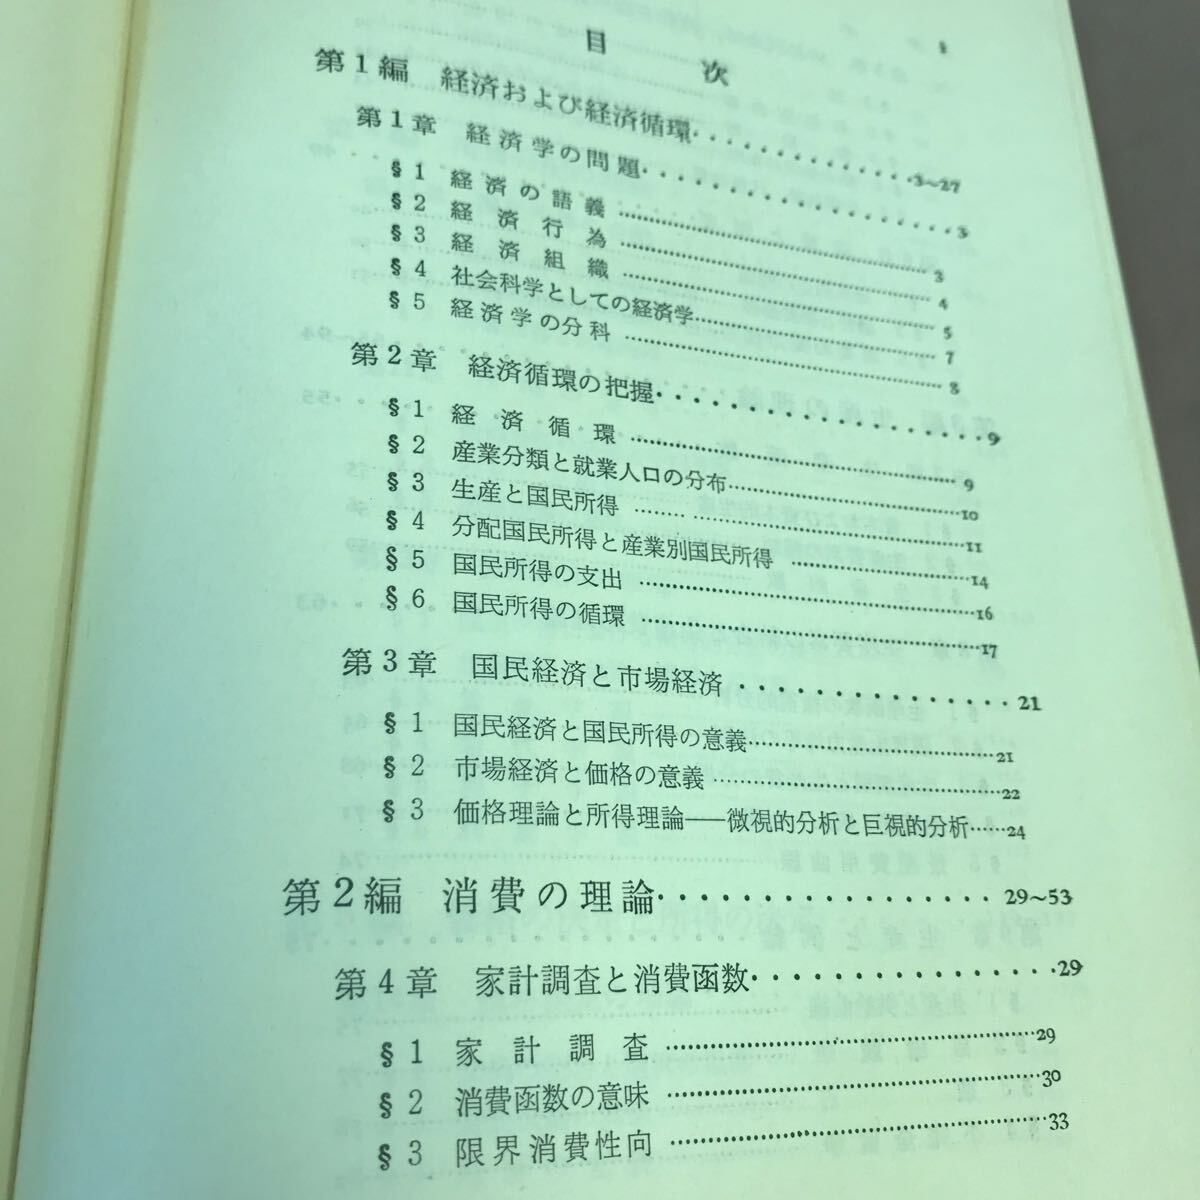 目次
第1編 経済および経済循環………………3~27
第1章 経済学の問題………………3
§1 経済の語義………………3
§2 経済行為………………4
§3 経済組織………………5
§4 社会科学としての経済学………………7
§5 経済学の分科………………8
第2章 経済循環の把握………………9
§1 経済循環………………9
§2 産業分類と就業人口の分布………………10
§3 生産と国民所得………………11
§4 分配国民所得と産業別国民所得………………14
§5 国民所得の支出………………16
§6 国民所得の循環………………17
第3章 国民経済と市場経済………………21
§1 国民経済と国民所得の意義………………21
§2 市場経済と価格の意義………………22
§3 価格理論と所得理論——微視的分析と巨視的分析……24
第2編 消費の理論………………29~53
第4章 家計調査と消費函数………………29
§1 家計調査………………29
§2 消費函数の意味………………30
§3 限界消費性向………………33